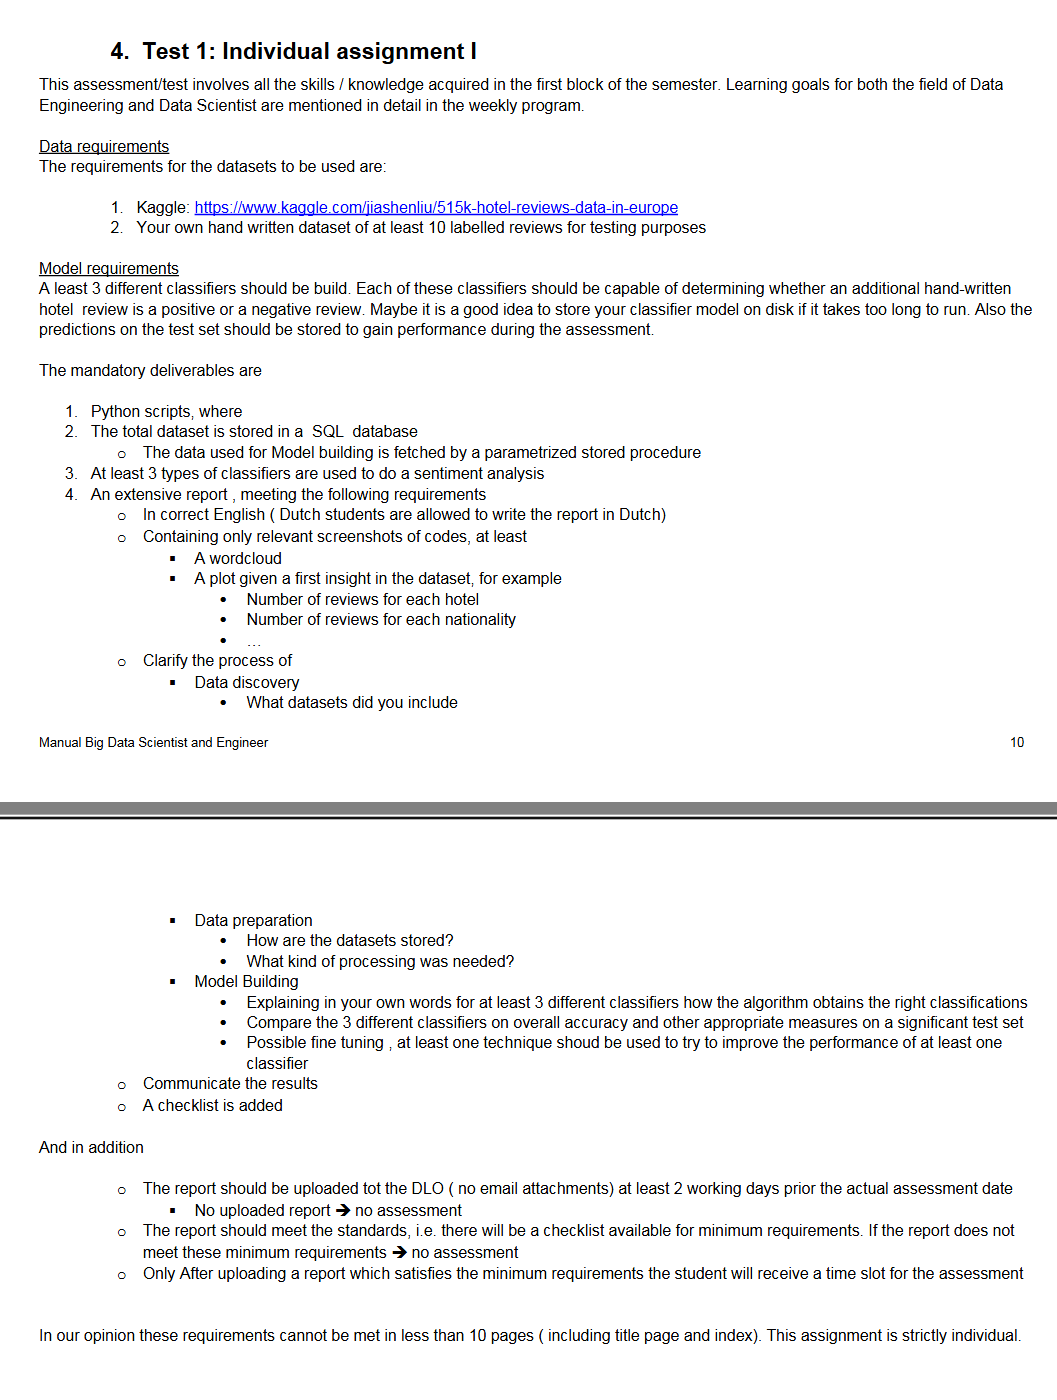 4. Test 1: Individual assignment I
This assessment/test involves all the skills / knowledge acquired in the first block of the semester. Learning goals for both the field of Data
Engineering and Data Scientist are mentioned in detail in the weekly program.
Data requirements
The requirements for the datasets to be used are:
1. Kaggle: https://www.kaggle.com/jiashenliu/515k-hotel-reviews-data-in-europe
2. Your own hand written dataset of at least 10 labelled reviews for testing purposes
Model requirements
A least 3 different classifiers should be build. Each of these classifiers should be capable of determining whether an additional hand-written
hotel review is a positive or a negative review. Maybe it is a good idea to store your classifier model on disk if it takes too long to run. Also the
predictions on the test set should be stored to gain performance during the assessment.
The mandatory deliverables are
1. Python scripts, where
2. The total dataset is stored in a SQL database
o The data used for Model building is fetched by a parametrized stored procedure
3. At least 3 types of classifiers are used to do a sentiment analysis
4. An extensive report , meeting the following requirements
o In correct English ( Dutch students are allowed to write the report in Dutch)
o Containing only relevant screenshots of codes, at least
▪ A wordcloud
▪ A plot given a first insight in the dataset, for example
• Number of reviews for each hotel
• Number of reviews for each nationality
• ...
o Clarify the process of
▪ Data discovery
• What datasets did you include
Manual Big Data Scientist and Engineer 10
▪ Data preparation
• How are the datasets stored?
• What kind of processing was needed?
▪ Model Building
• Explaining in your own words for at least 3 different classifiers how the algorithm obtains the right classifications
• Compare the 3 different classifiers on overall accuracy and other appropriate measures on a significant test set
• Possible fine tuning , at least one technique shoud be used to try to improve the performance of at least one
classifier
o Communicate the results
o A checklist is added
And in addition
o The report should be uploaded tot the DLO ( no email attachments) at least 2 working days prior the actual assessment date
▪ No uploaded report ➔ no assessment
o The report should meet the standards, i.e. there will be a checklist available for minimum requirements. If the report does not
meet these minimum requirements ➔ no assessment
o Only After uploading a report which satisfies the minimum requirements the student will receive a time slot for the assessment
In our opinion these requirements cannot be met in less than 10 pages ( including title page and index). This assignment is strictly individual.